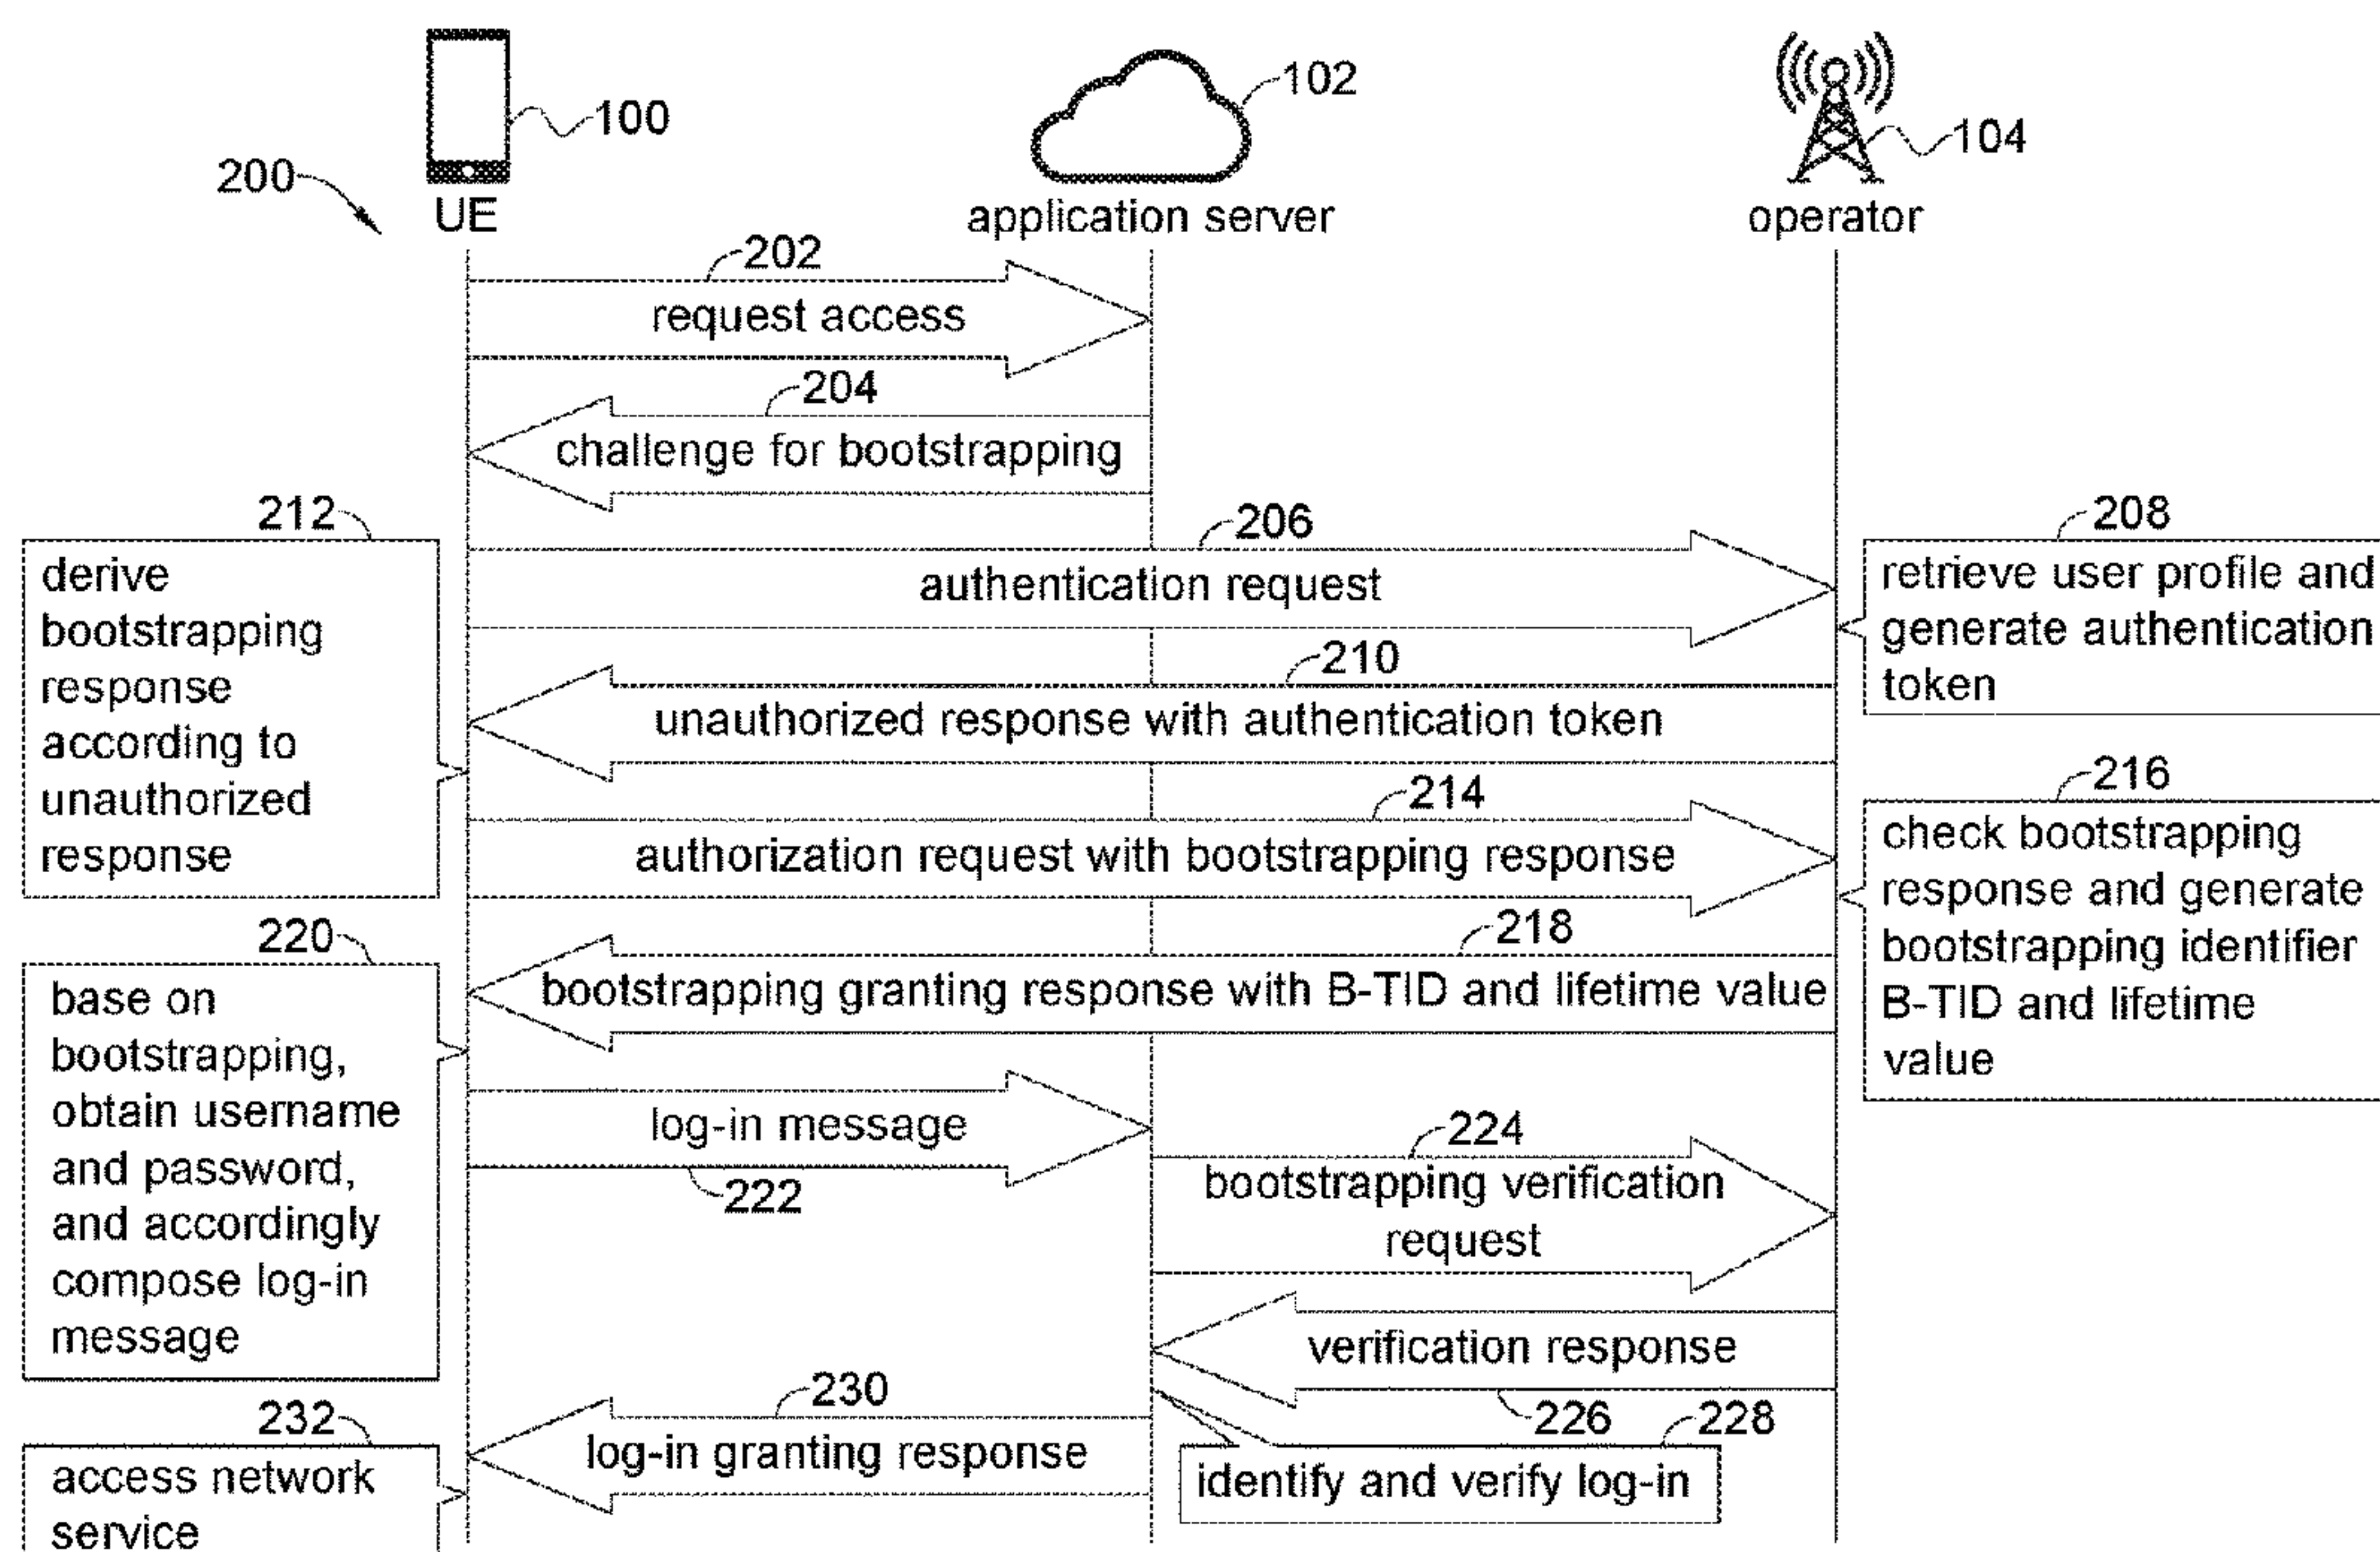 100
102
104
200
UE
application server
operator
202
request access
204
challenge for bootstrapping
212
derive
bootstrapping
response
according to
unauthorized
response
206
authentication request
208
retrieve user profile and
generate authentication
token
210
unauthorized response with authentication token
214
authorization request with bootstrapping response
216
check bootstrapping
response and generate
bootstrapping identifier
B-TID and lifetime
value
218
bootstrapping granting response with B-TID and lifetime value
220
base on
bootstrapping,
obtain username
and password,
and accordingly
compose log-in
message
log-in message
222
224
bootstrapping verification
request
verification response
226
228
identify and verify log-in
230
log-in granting response
232
access network
service